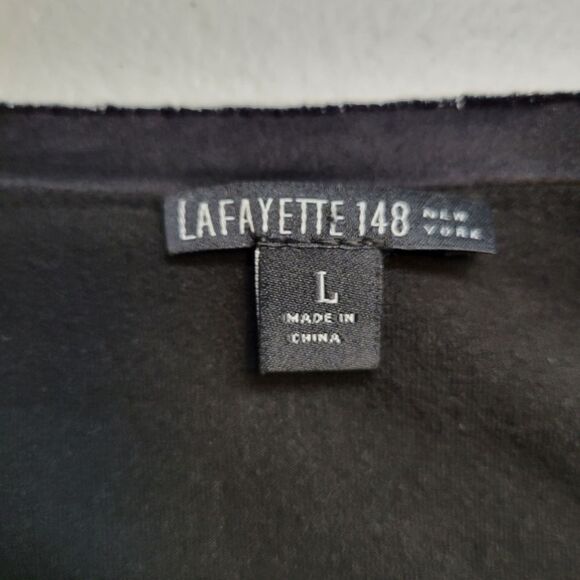 LAFAYETTE 148 NEW YORK
L
MADE IN
CHINA